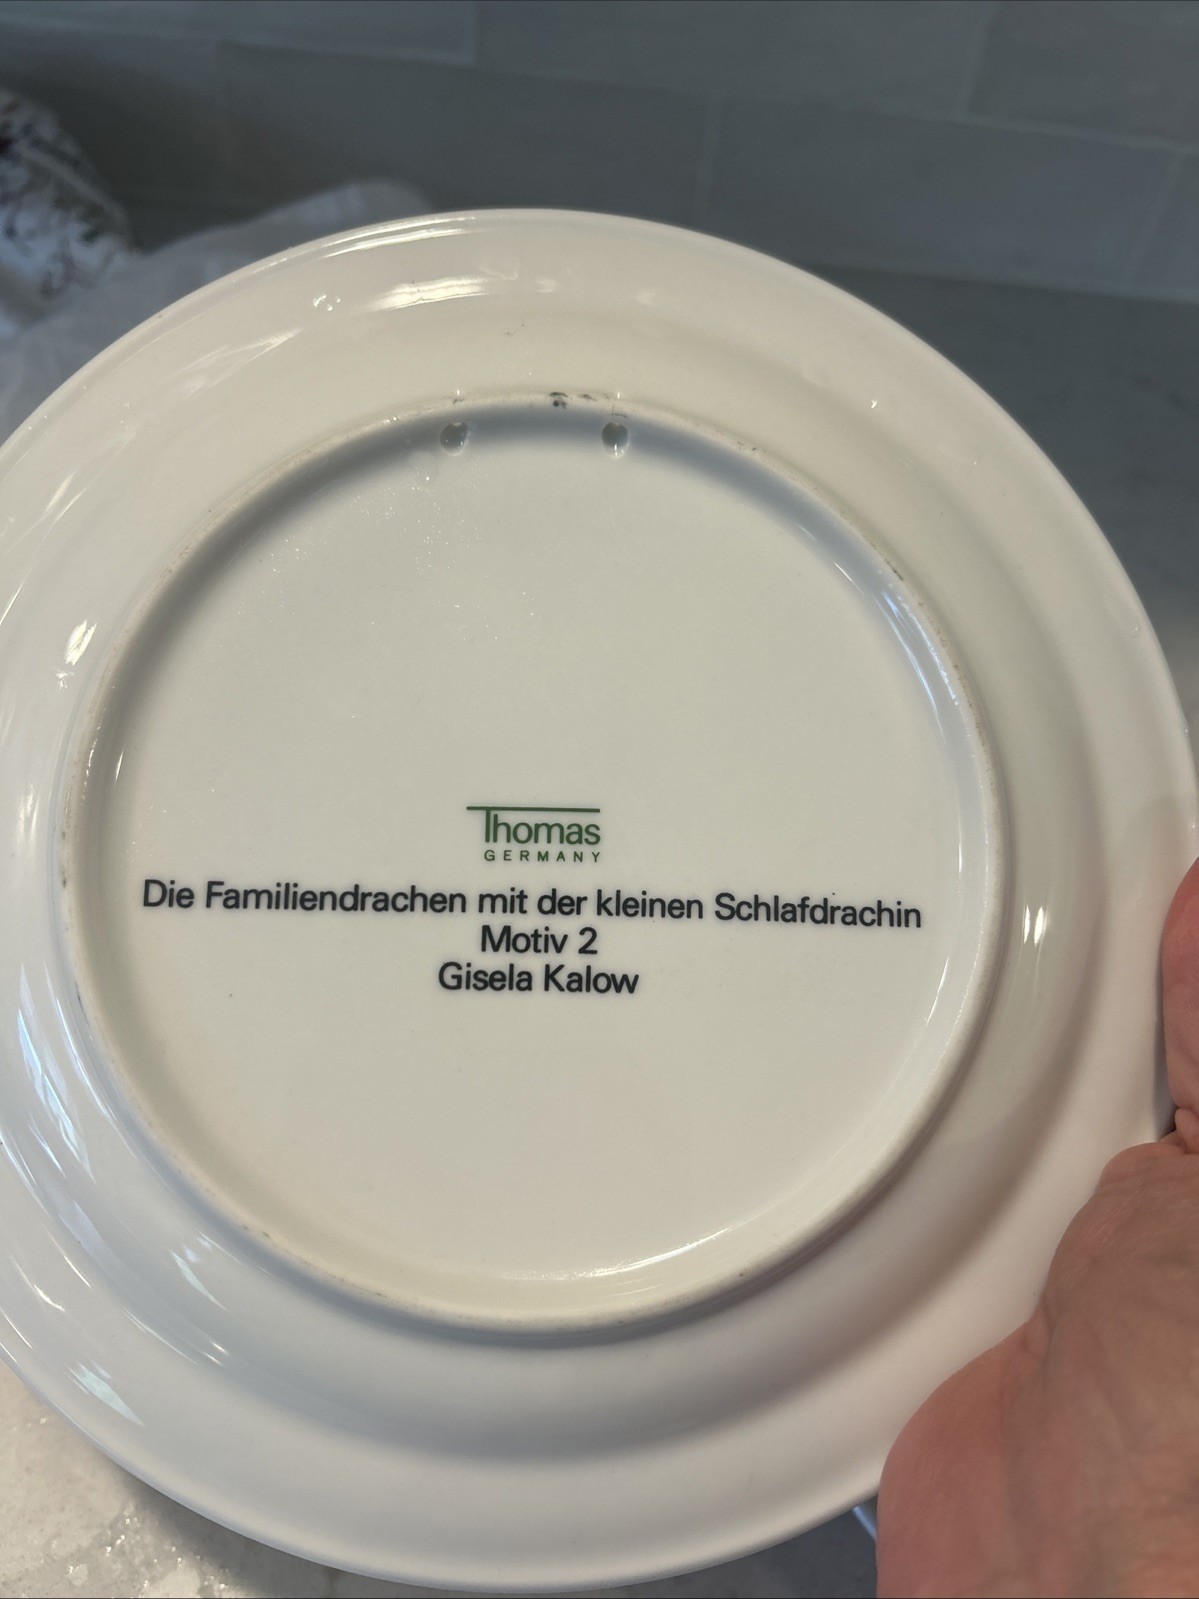 Thomas
GERMANY
Die Familiendrachen mit der kleinen Schlafdrachin
Motiv 2
Gisela Kalow